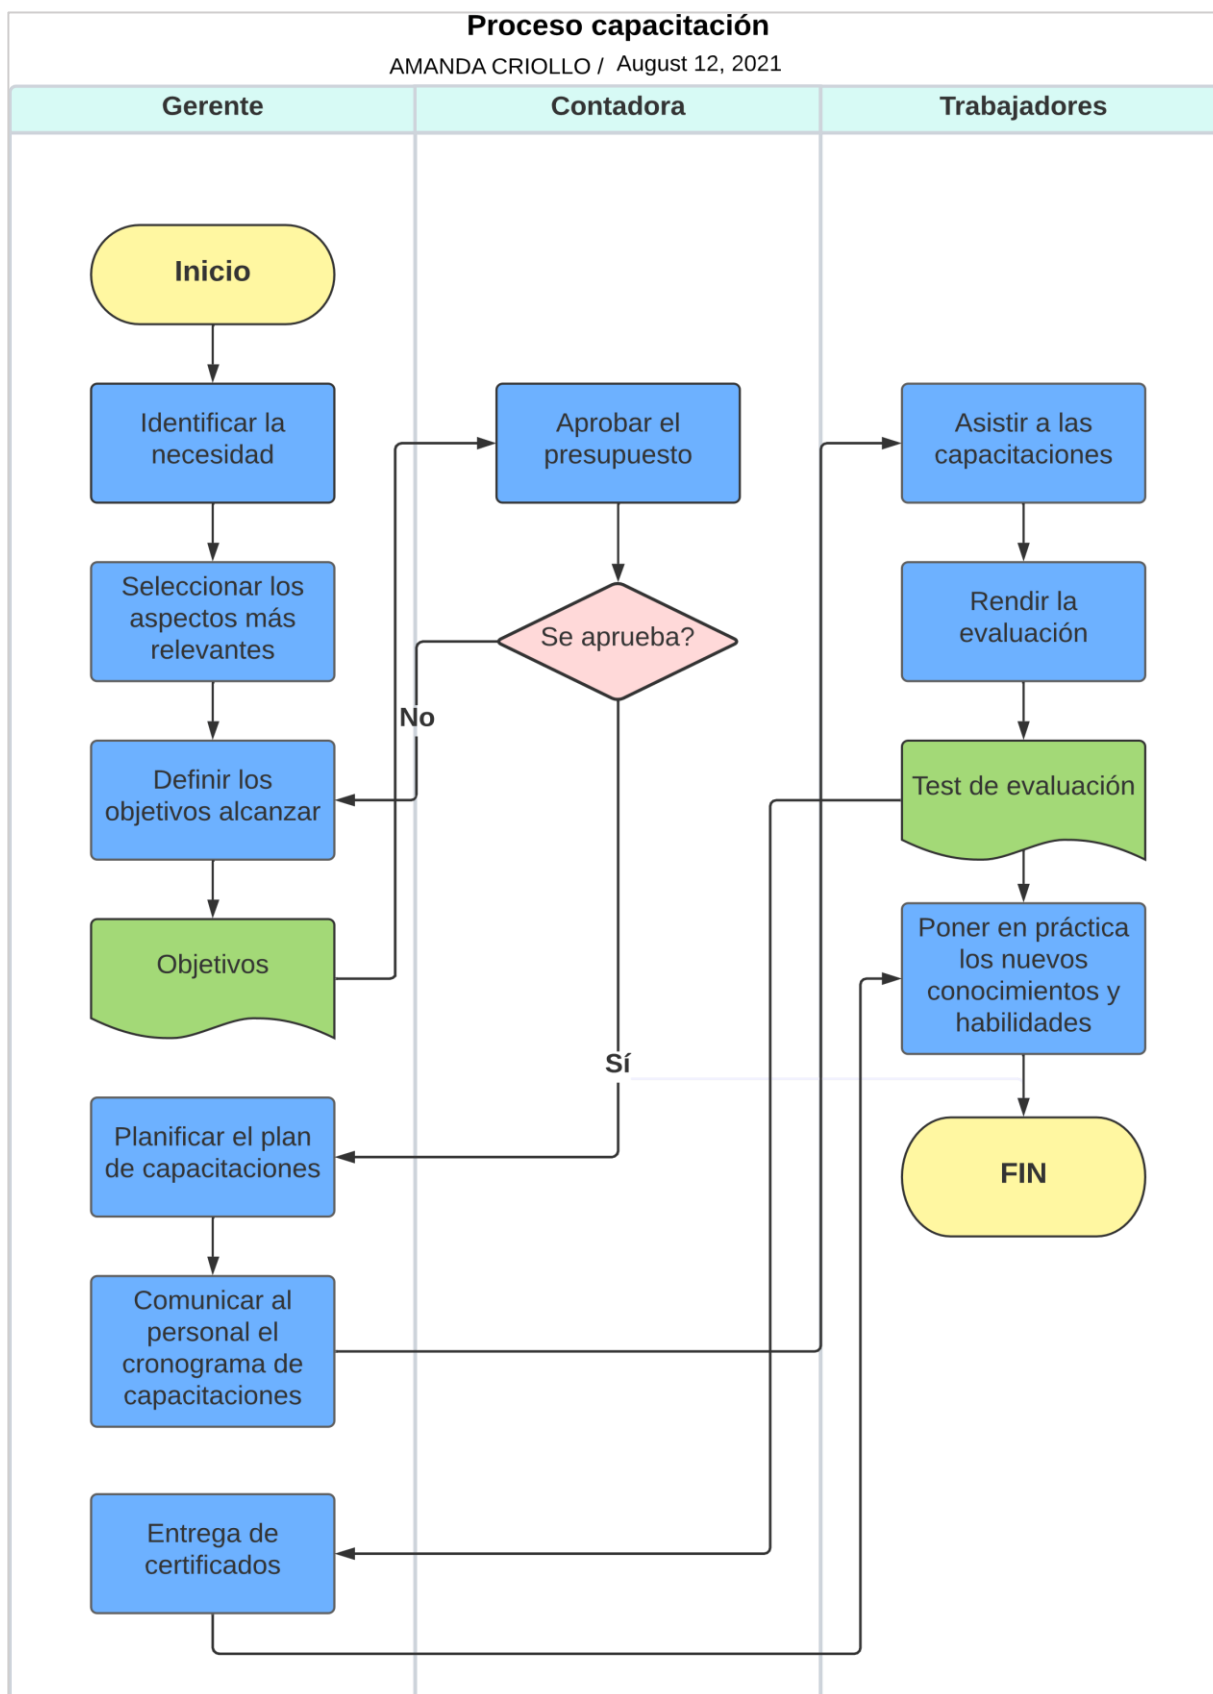 Proceso capacitación
AMANDA CRIOLLO / August 12, 2021
Gerente
Contadora
Trabajadores
Inicio
Identificar la
necesidad
Seleccionar los
aspectos más
relevantes
Definir los
objetivos alcanzar
Objetivos
Planificar el plan
de capacitaciones
Comunicar al
personal el
cronograma de
capacitaciones
Entrega de
certificados
Aprobar el
presupuesto
Se aprueba?
No
Sí
Asistir a las
capacitaciones
Rendir la
evaluación
Test de evaluación
Poner en práctica
los nuevos
conocimientos y
habilidades
FIN